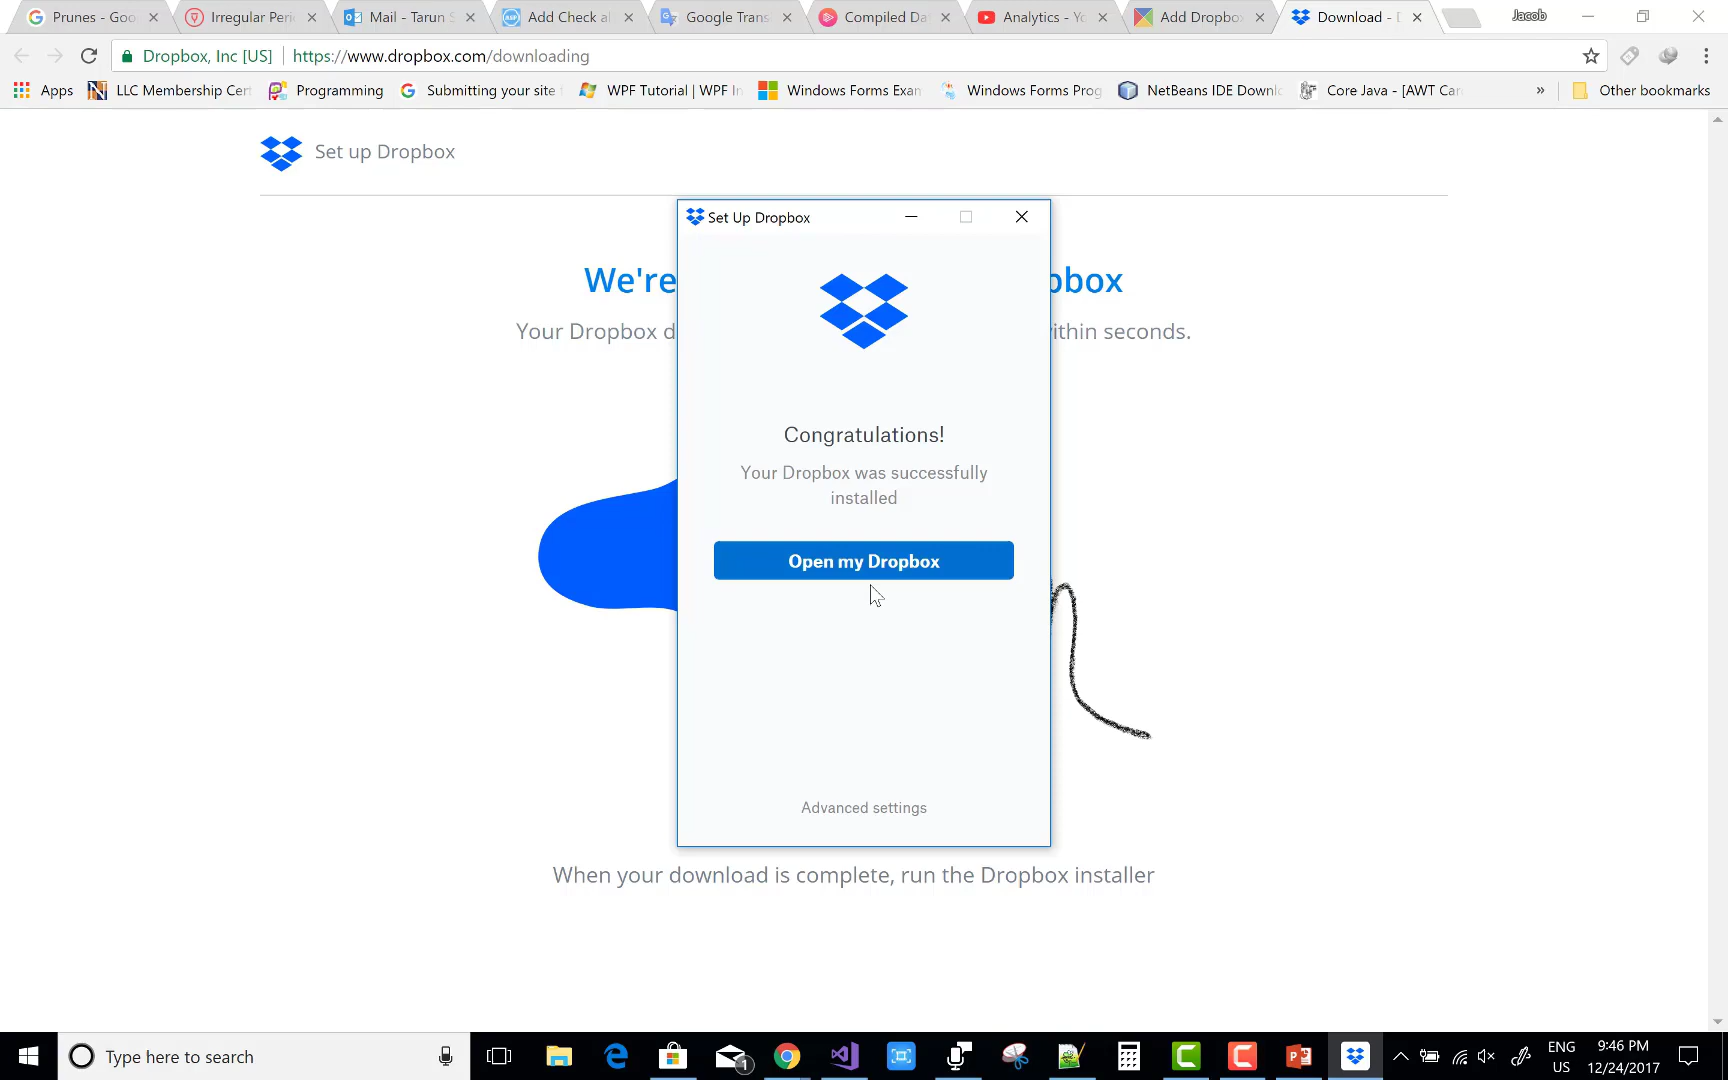 Prunes - Goo
Irregular Peri
Mail - Tarun S
Add Check al
Google Trans
Compiled Da
Analytics - Yo
Add Dropbox
Download - D
Jacob
Dropbox, Inc [US]
https://www.dropbox.com/downloading
Apps
LLC Membership Cert
Programming
Submitting your site
WPF Tutorial | WPF In
Windows Forms Exan
Windows Forms Prog
NetBeans IDE Downl
Core Java - [AWT Car
»
Other bookmarks
Set up Dropbox
Set Up Dropbox
We're
pbox
Your Dropbox d
ithin seconds.
Congratulations!
Your Dropbox was successfully
installed
Open my Dropbox
Advanced settings
When your download is complete, run the Dropbox installer
Type here to search
1
ENG
US
9:46 PM
12/24/2017